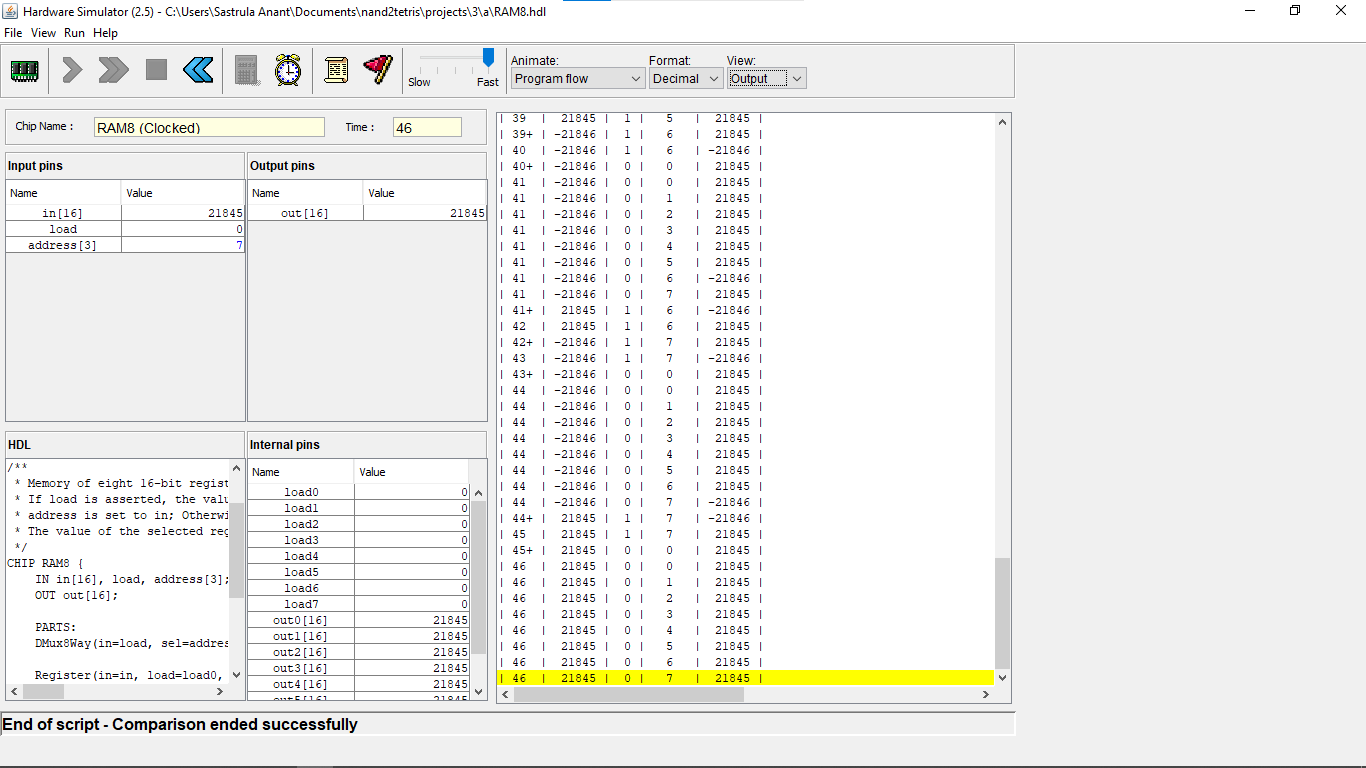 Hardware Simulator (2.5) - C:\Users\Sastrula Anant\Documents\nand2tetris\projects\3\a\RAM8.hdl
File View Run Help
Slow Fast
Animate: Format: View:
Program flow Decimal Output
Chip Name : RAM8 (Clocked) Time : 46
Input pins
Name Value
in[16] 21845
load 0
address[3] 7
Output pins
Name Value
out[16] 21845
HDL
/**
* Memory of eight 16-bit regist
* If load is asserted, the valu
* address is set to in; Otherwi
* The value of the selected reg
*/
CHIP RAM8 {
IN in[16], load, address[3];
OUT out[16];
PARTS:
DMux8Way(in=load, sel=addres
Register(in=in, load=load0,
Internal pins
Name Value
load0 0
load1 0
load2 0
load3 0
load4 0
load5 0
load6 0
load7 0
out0[16] 21845
out1[16] 21845
out2[16] 21845
out3[16] 21845
out4[16] 21845
out5[16] 21845
| 39 | 21845 | 1 | 5 | 21845 |
| 39+ | -21846 | 1 | 6 | 21845 |
| 40 | -21846 | 1 | 6 | -21846 |
| 40+ | -21846 | 0 | 0 | 21845 |
| 41 | -21846 | 0 | 0 | 21845 |
| 41 | -21846 | 0 | 1 | 21845 |
| 41 | -21846 | 0 | 2 | 21845 |
| 41 | -21846 | 0 | 3 | 21845 |
| 41 | -21846 | 0 | 4 | 21845 |
| 41 | -21846 | 0 | 5 | 21845 |
| 41 | -21846 | 0 | 6 | -21846 |
| 41 | -21846 | 0 | 7 | 21845 |
| 41+ | 21845 | 1 | 6 | -21846 |
| 42 | 21845 | 1 | 6 | 21845 |
| 42+ | -21846 | 1 | 7 | 21845 |
| 43 | -21846 | 1 | 7 | -21846 |
| 43+ | -21846 | 0 | 0 | 21845 |
| 44 | -21846 | 0 | 0 | 21845 |
| 44 | -21846 | 0 | 1 | 21845 |
| 44 | -21846 | 0 | 2 | 21845 |
| 44 | -21846 | 0 | 3 | 21845 |
| 44 | -21846 | 0 | 4 | 21845 |
| 44 | -21846 | 0 | 5 | 21845 |
| 44 | -21846 | 0 | 6 | 21845 |
| 44 | -21846 | 0 | 7 | -21846 |
| 44+ | 21845 | 1 | 7 | -21846 |
| 45 | 21845 | 1 | 7 | 21845 |
| 45+ | 21845 | 0 | 0 | 21845 |
| 46 | 21845 | 0 | 0 | 21845 |
| 46 | 21845 | 0 | 1 | 21845 |
| 46 | 21845 | 0 | 2 | 21845 |
| 46 | 21845 | 0 | 3 | 21845 |
| 46 | 21845 | 0 | 4 | 21845 |
| 46 | 21845 | 0 | 5 | 21845 |
| 46 | 21845 | 0 | 6 | 21845 |
| 46 | 21845 | 0 | 7 | 21845 |
End of script - Comparison ended successfully